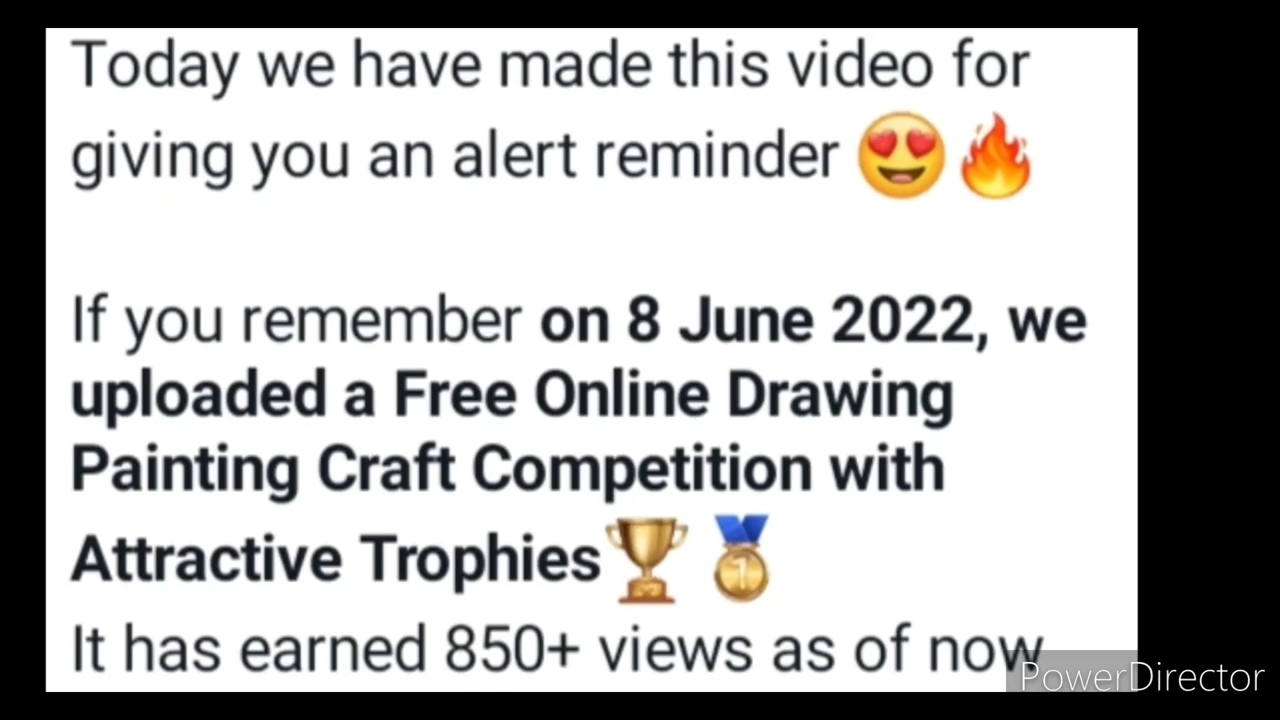 Today we have made this video for
giving you an alert reminder 😍🔥
If you remember on 8 June 2022, we
uploaded a Free Online Drawing
Painting Craft Competition with
Attractive Trophies🏆 🥇
It has earned 850+ views as of now
PowerDirector